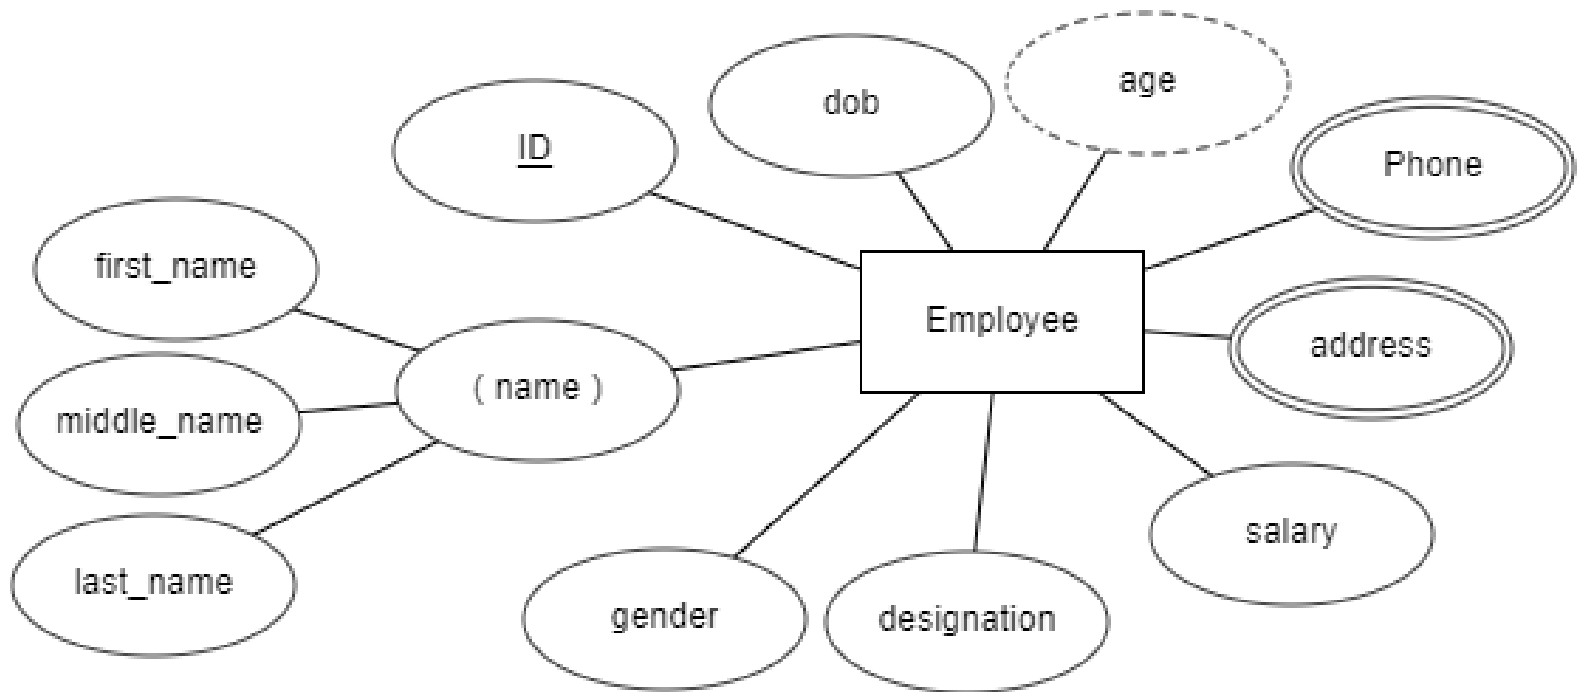 age
dob
ID
Phone
first_name
Employee
address
( name )
middle_name
salary
last_name
gender
designation